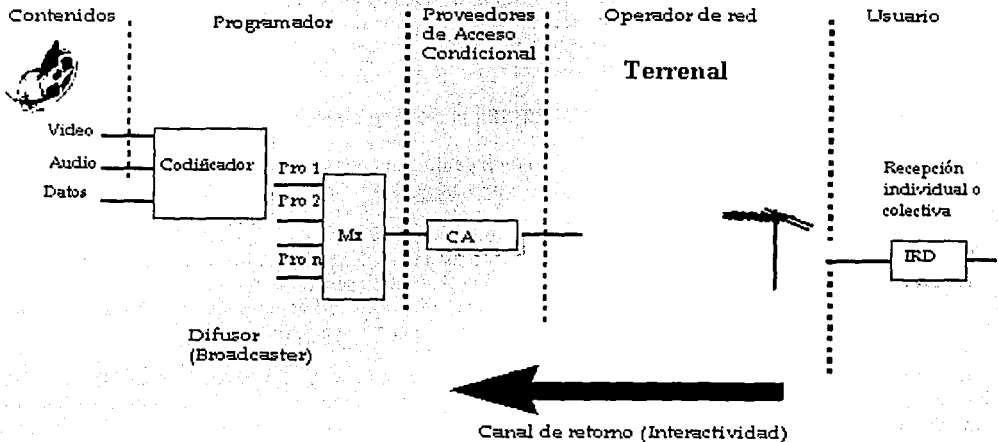 Contenidos
Programador
Proveedores
de Acceso
Condicional
Operador de red
Usuario
Terrenal
Video
Audio
Datos
Codificador
Pro 1
Pro 2
Pro n
Mx
CA
Recepción
individual o
colectiva
IRD
Difusor
(Broadcaster)
Canal de retorno (Interactividad)